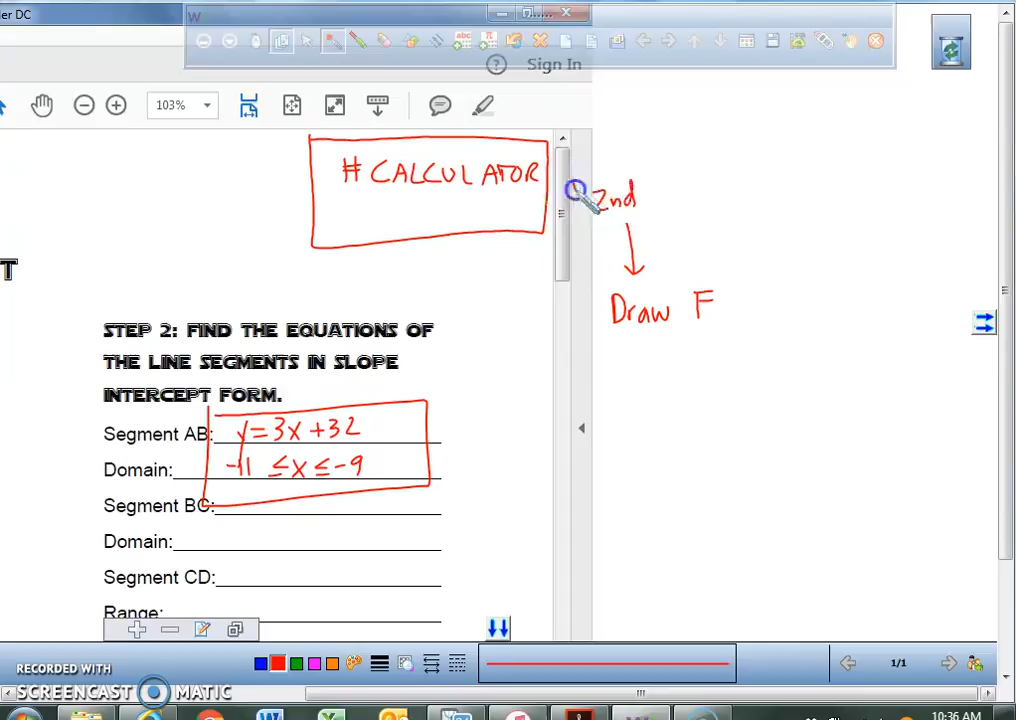 der DC
W
Sign In
103%
# CALCULATOR
2nd
Draw F
T
STEP 2: FIND THE EQUATIONS OF
THE LINE SEGMENTS IN SLOPE
INTERCEPT FORM.
Segment AB: y=3x+32
Domain: -11 ≤x≤-9
Segment BC:
Domain:
Segment CD:
Range:
1/1
RECORDED WITH
SCREENCAST MATIC
10:36 AM